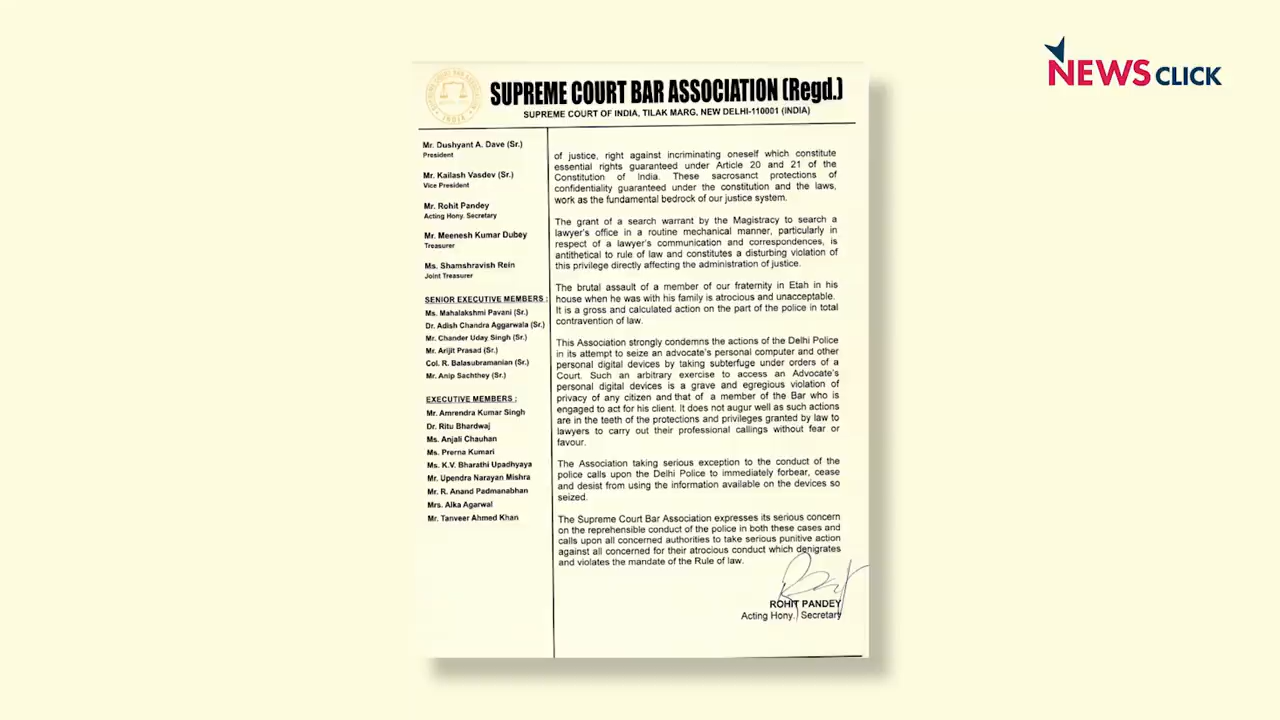 NEWS CLICK
SUPREME COURT BAR ASSOCIATION (Regd.)
SUPREME COURT OF INDIA, TILAK MARG, NEW DELHI-110001 (INDIA)
Mr. Dushyant A. Dave (Sr.)
President
Mr. Kailash Vasdev (Sr.)
Vice President
Mr. Rohit Pandey
Acting Hony. Secretary
Mr. Meenesh Kumar Dubey
Treasurer
Ms. Shamshravish Rein
Joint Treasurer
SENIOR EXECUTIVE MEMBERS :
Ms. Mahalakshmi Pavani (Sr.)
Dr. Adish Chandra Aggarwala (Sr.)
Mr. Chander Uday Singh (Sr.)
Mr. Arijit Prasad (Sr.)
Col. R. Balasubramanian (Sr.)
Mr. Anip Sachthey (Sr.)
EXECUTIVE MEMBERS :
Mr. Amrendra Kumar Singh
Dr. Ritu Bhardwaj
Ms. Anjali Chauhan
Ms. Prerna Kumari
Ms. K.V. Bharathi Upadhyaya
Mr. Upendra Narayan Mishra
Mr. R. Anand Padmanabhan
Mrs. Alka Agarwal
Mr. Tanveer Ahmed Khan
of justice, right against incriminating oneself which constitute
essential rights guaranteed under Article 20 and 21 of the
Constitution of India. These sacrosanct protections of
confidentiality guaranteed under the constitution and the laws,
work as the fundamental bedrock of our justice system.
The grant of a search warrant by the Magistracy to search a
lawyer's office in a routine mechanical manner, particularly in
respect of a lawyer's communication and correspondences, is
antithetical to rule of law and constitutes a disturbing violation of
this privilege directly affecting the administration of justice.
The brutal assault of a member of our fraternity in Etah in his
house when he was with his family is atrocious and unacceptable.
It is a gross and calculated action on the part of the police in total
contravention of law.
This Association strongly condemns the actions of the Delhi Police
in its attempt to seize an advocate's personal computer and other
personal digital devices by taking subterfuge under orders of a
Court. Such an arbitrary exercise to access an Advocate's
personal digital devices is a grave and egregious violation of
privacy of any citizen and that of a member of the Bar who is
engaged to act for his client. It does not augur well as such actions
are in the teeth of the protections and privileges granted by law to
lawyers to carry out their professional callings without fear or
favour.
The Association taking serious exception to the conduct of the
police calls upon the Delhi Police to immediately forbear, cease
and desist from using the information available on the devices so
seized.
The Supreme Court Bar Association expresses its serious concern
on the reprehensible conduct of the police in both these cases and
calls upon all concerned authorities to take serious punitive action
against all concerned for their atrocious conduct which denigrates
and violates the mandate of the Rule of law.
ROHIT PANDEY
Acting Hony. Secretary